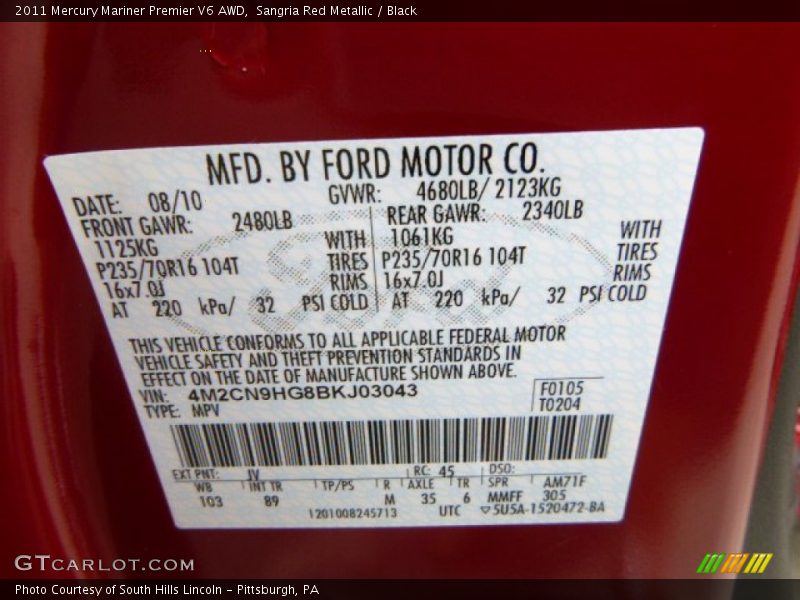 2011 Mercury Mariner Premier V6 AWD, Sangria Red Metallic / Black
MFD. BY FORD MOTOR CO.
DATE: 08/10 GVWR: 4680LB/ 2123KG
FRONT GAWR: 2480LB REAR GAWR: 2340LB
1125KG WITH 1061KG WITH
P235/70R16 104T TIRES P235/70R16 104T TIRES
16x7.0J RIMS 16x7.0J RIMS
AT 220 kPa/ 32 PSI COLD AT 220 kPa/ 32 PSI COLD
THIS VEHICLE CONFORMS TO ALL APPLICABLE FEDERAL MOTOR
VEHICLE SAFETY AND THEFT PREVENTION STANDARDS IN
EFFECT ON THE DATE OF MANUFACTURE SHOWN ABOVE.
VIN: 4M2CN9HG8BKJ03043 F0105
TYPE: MPV T0204
EXT PNT: JV RC: 45 DSO:
WB INT TR TP/PS R AXLE TR SPR AM71F
103 89 M 35 6 MMFF 305
1201008245713 UTC ▽5U5A-1520472-BA
GTCARLOT.COM
Photo Courtesy of South Hills Lincoln - Pittsburgh, PA